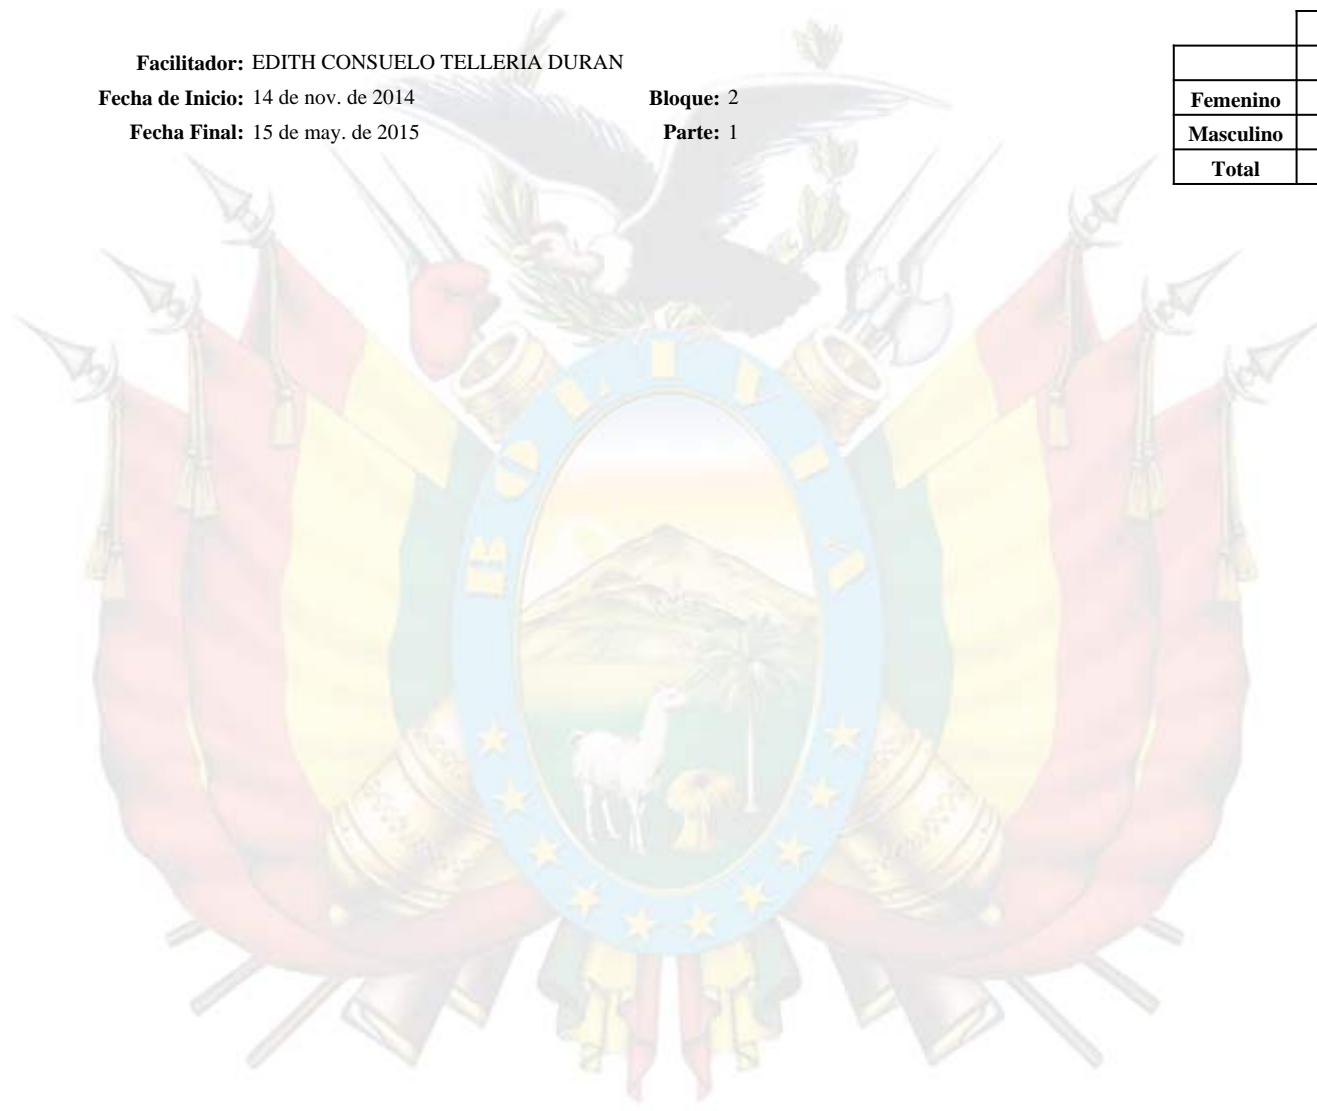 Facilitador: EDITH CONSUELO TELLERIA DURAN
Fecha de Inicio: 14 de nov. de 2014 Bloque: 2
Fecha Final: 15 de may. de 2015 Parte: 1
Femenino
Masculino
Total
BOLIVIA